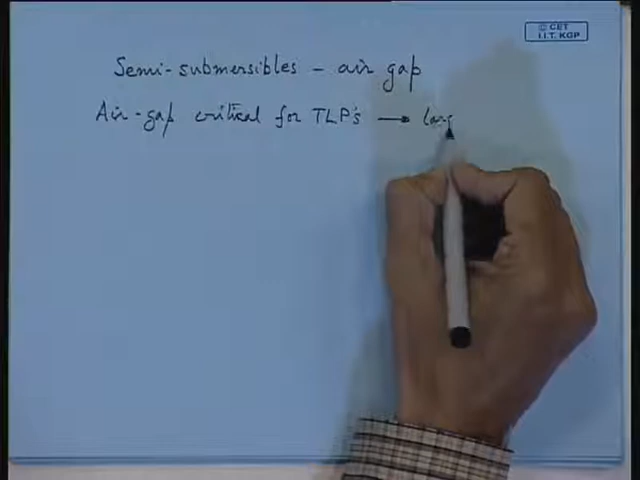 © CET
I.I.T. KGP
Semi-submersibles - air gap
Air-gap critical for TLP's →